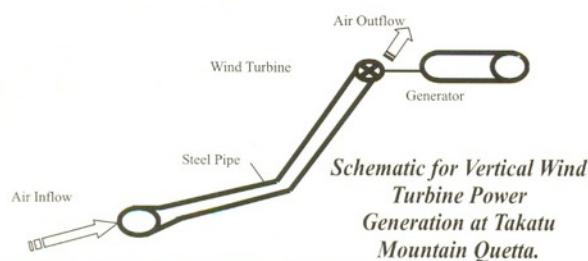 Air Outflow
Wind Turbine
Generator
Steel Pipe
Air Inflow
Schematic for Vertical Wind
Turbine Power
Generation at Takatu
Mountain Quetta.